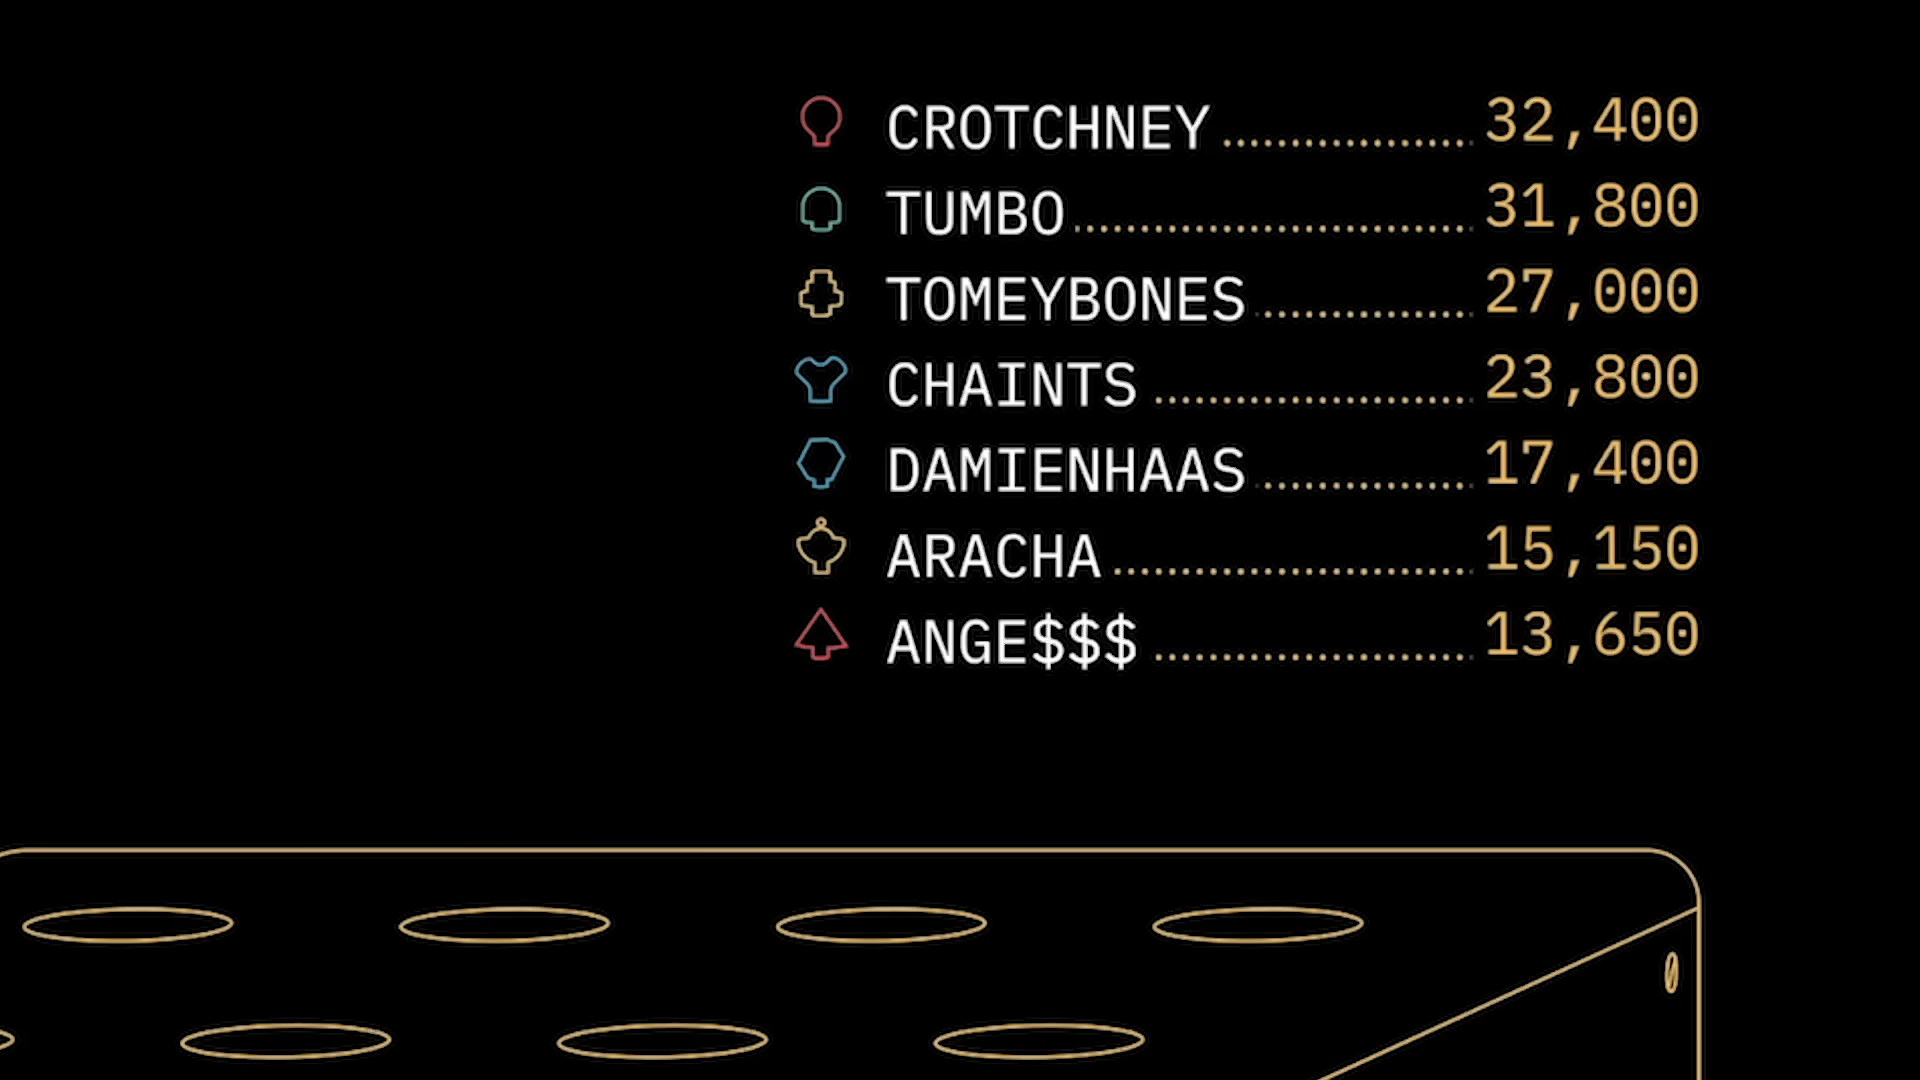 CROTCHNEY 32,400
TUMBO 31,800
TOMEYBONES 27,000
CHAINTS 23,800
DAMIENHAAS 17,400
ARACHA 15,150
ANGE$$$ 13,650
0